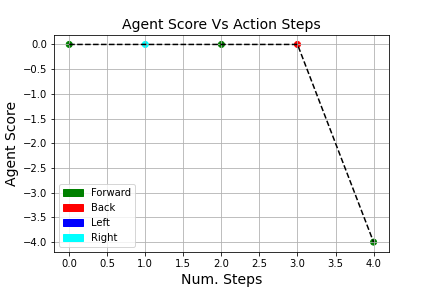 Agent Score Vs Action Steps
Agent Score
0.0
−0.5
−1.0
−1.5
−2.0
−2.5
−3.0
−3.5
−4.0
Forward
Back
Left
Right
0.0 0.5 1.0 1.5 2.0 2.5 3.0 3.5 4.0
Num. Steps